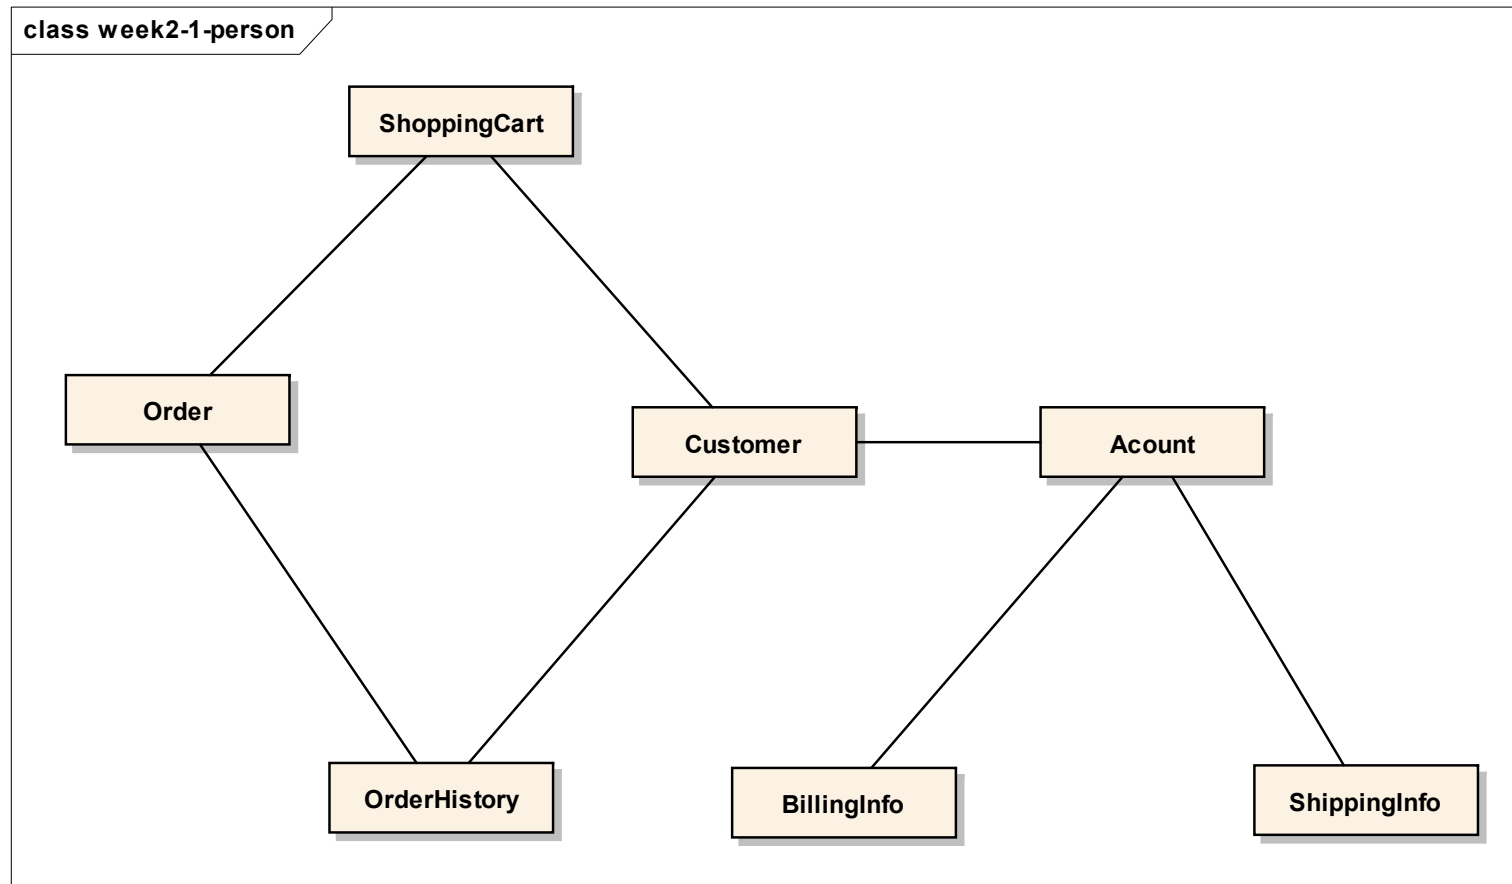 class week2-1-person
ShoppingCart
Order
Customer
Acount
OrderHistory
BillingInfo
ShippingInfo